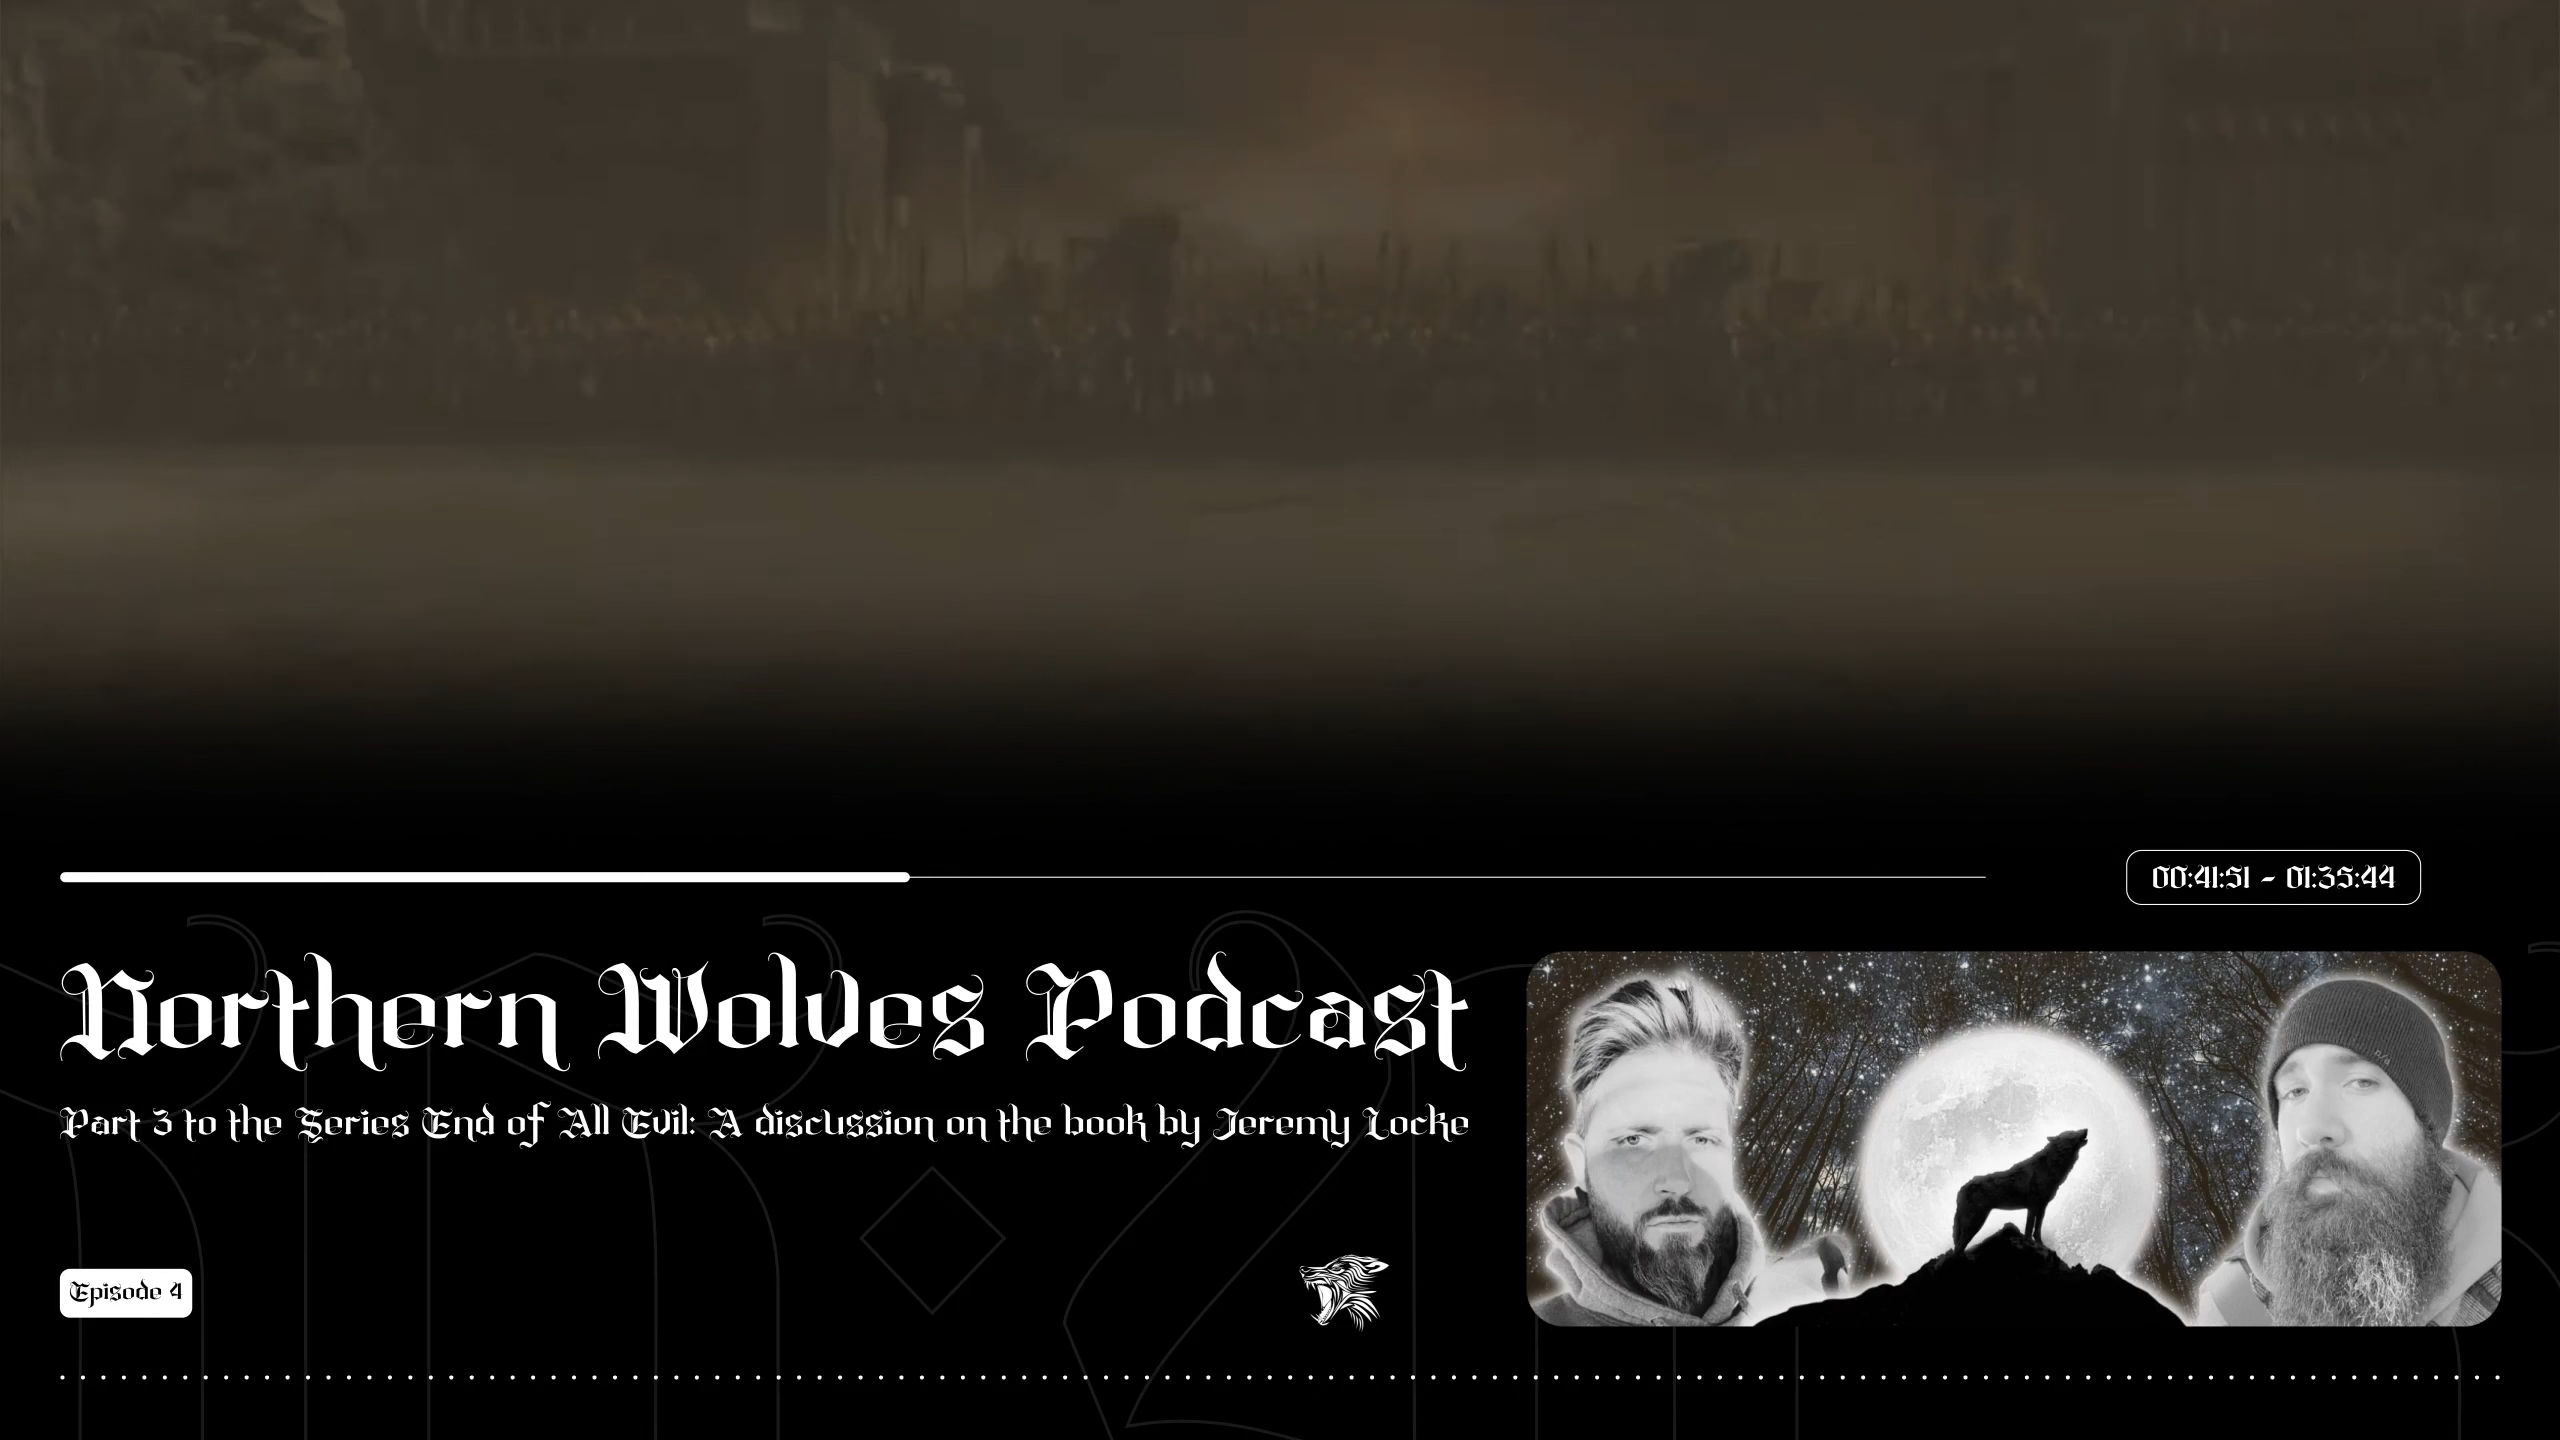 00:41:51 - 01:35:44
Northern Wolves Podcast
Part 3 to the Series End of All Evil: A discussion on the book by Jeremy Locke
Episode 4